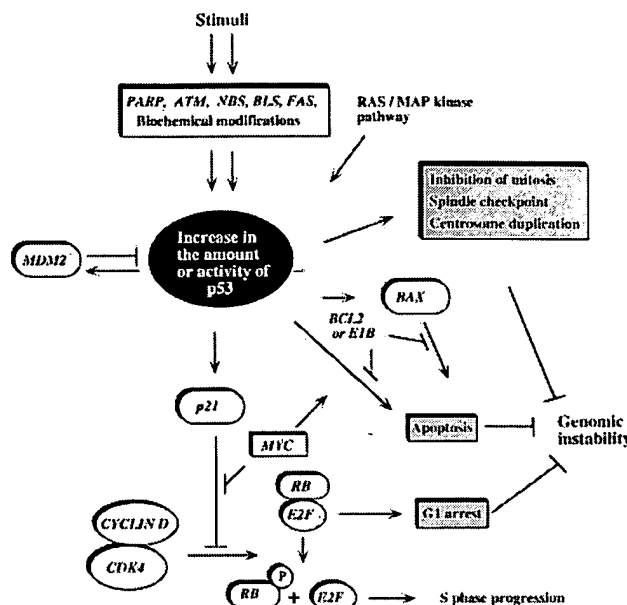 Stimuli
PARP, ATM, NBS, BLS, FAS,
Biochemical modifications
RAS / MAP kinase
pathway
Inhibition of mitosis
Spindle checkpoint
Centrosome duplication
Increase in
the amount
or activity of
p53
MDM2
BAX
BCL2
or E1B
p21
MYC
Apoptosis
Genomic
instability
RB
E2F
G1 arrest
CYCLIN D
CDK4
P
RB
+
E2F
S phase progression